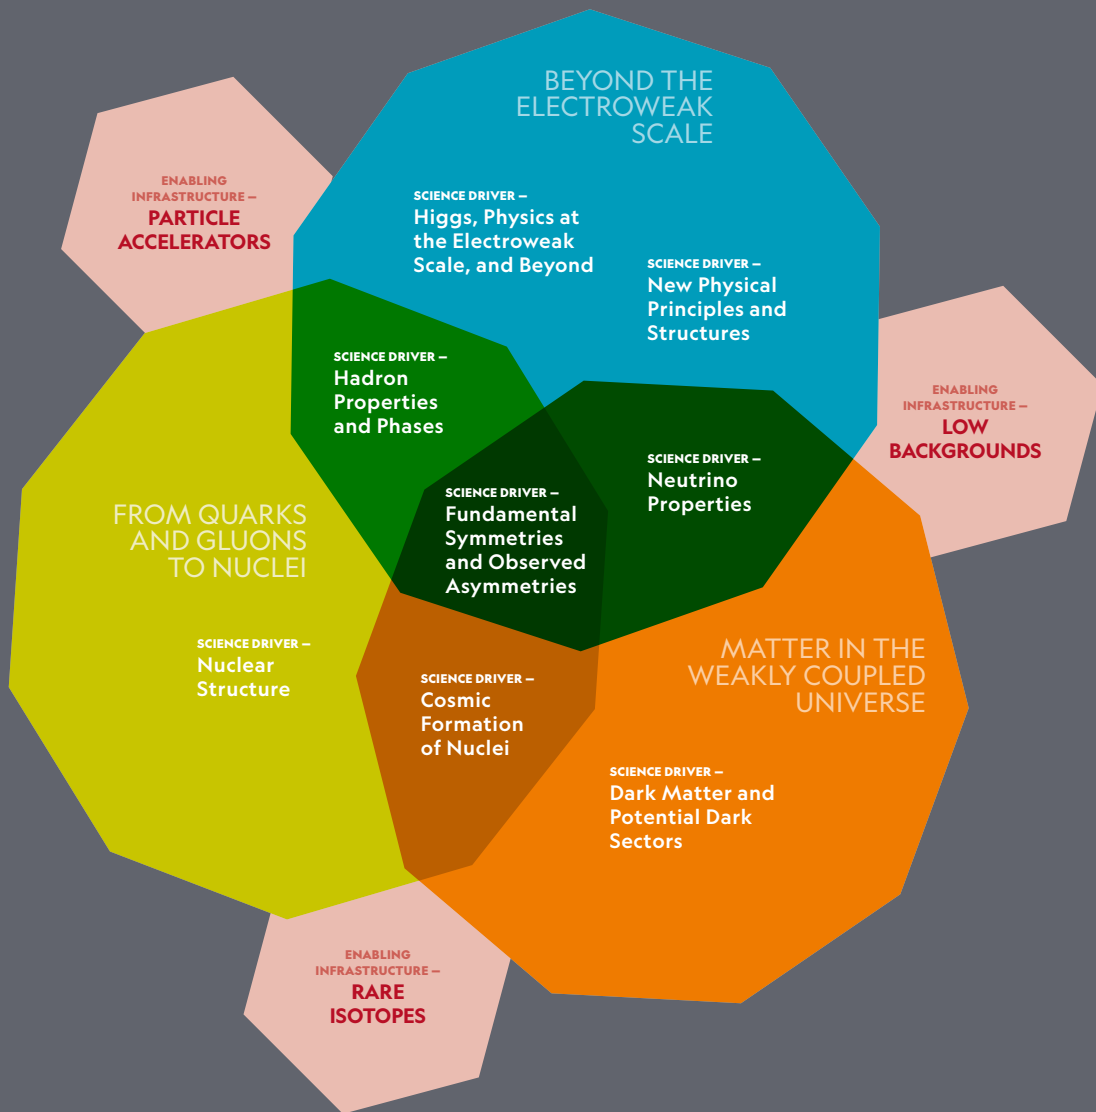 BEYOND THE
ELECTROWEAK
SCALE
ENABLING
INFRASTRUCTURE –
PARTICLE
ACCELERATORS
SCIENCE DRIVER –
Higgs, Physics at
the Electroweak
Scale, and Beyond
SCIENCE DRIVER –
New Physical
Principles and
Structures
SCIENCE DRIVER –
Hadron
Properties
and Phases
ENABLING
INFRASTRUCTURE –
LOW
BACKGROUNDS
SCIENCE DRIVER –
Neutrino
Properties
SCIENCE DRIVER –
Fundamental
Symmetries
and Observed
Asymmetries
FROM QUARKS
AND GLUONS
TO NUCLEI
SCIENCE DRIVER –
Nuclear
Structure
MATTER IN THE
WEAKLY COUPLED
UNIVERSE
SCIENCE DRIVER –
Cosmic
Formation
of Nuclei
SCIENCE DRIVER –
Dark Matter and
Potential Dark
Sectors
ENABLING
INFRASTRUCTURE –
RARE
ISOTOPES